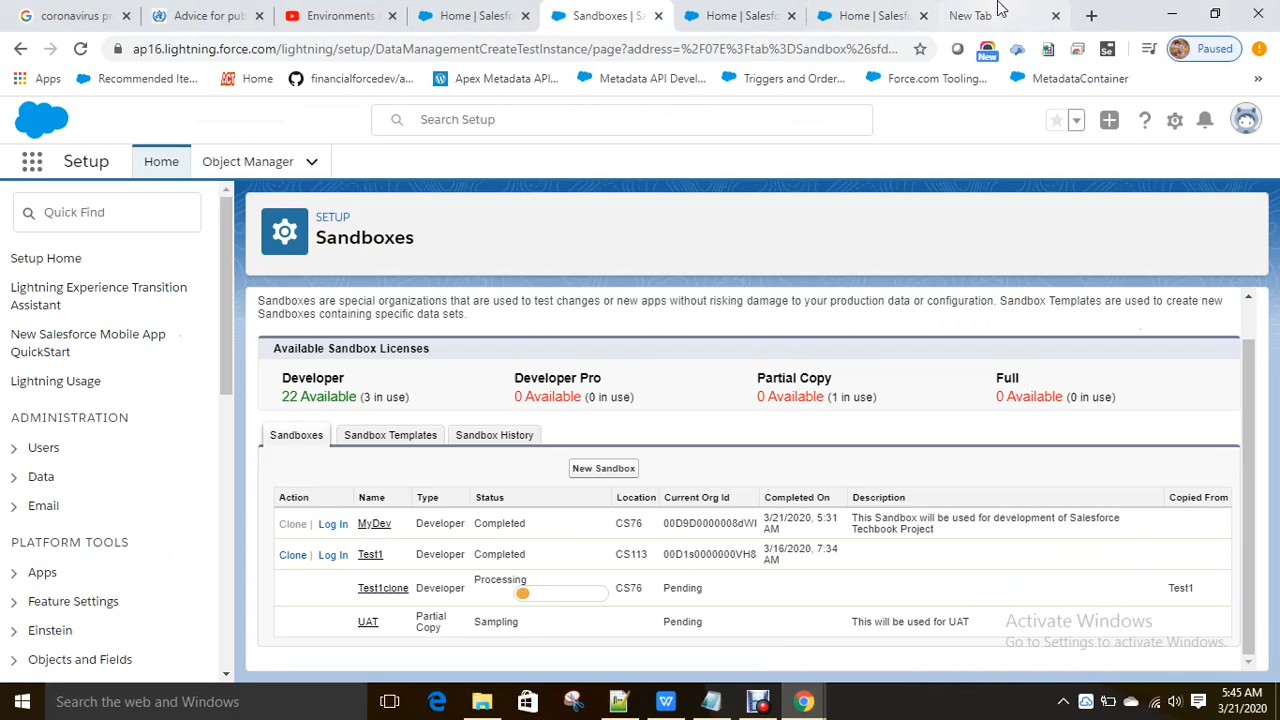 coronavirus pr
Advice for pub
Environments
Home | Salesf
Sandboxes | S
Home | Salesfo
Home | Salesfo
New Tab
ap16.lightning.force.com/lightning/setup/DataManagementCreateTestInstance/page?address=%2F07E%3Ftab%3DSandbox%26sfd...
New
Se
Paused
Apps
Recommended Ite...
ACT
Home
financialforcedev/a...
Apex Metadata API...
Metadata API Devel...
Triggers and Order...
Force.com Tooling...
MetadataContainer
»
Search Setup
Setup
Home
Object Manager
Quick Find
Setup Home
Lightning Experience Transition
Assistant
New Salesforce Mobile App
QuickStart
Lightning Usage
ADMINISTRATION
Users
Data
Email
PLATFORM TOOLS
Apps
Feature Settings
Einstein
Objects and Fields
SETUP
Sandboxes
Sandboxes are special organizations that are used to test changes or new apps without risking damage to your production data or configuration. Sandbox Templates are used to create new
Sandboxes containing specific data sets.
Available Sandbox Licenses
Developer
22 Available (3 in use)
Developer Pro
0 Available (0 in use)
Partial Copy
0 Available (1 in use)
Full
0 Available (0 in use)
Sandboxes
Sandbox Templates
Sandbox History
New Sandbox
Action Name Type Status Location Current Org Id Completed On Description Copied From
Clone | Log In MyDev Developer Completed CS76 00D9D0000008dWI 3/21/2020, 5:31
AM This Sandbox will be used for development of Salesforce
Techbook Project
Clone | Log In Test1 Developer Completed CS113 00D1s0000000VH8 3/16/2020, 7:34
AM
Test1clone Developer Processing CS76 Pending Test1
UAT Partial
Copy Sampling Pending This will be used for UAT
Activate Windows
Go to Settings to activate Windows.
Search the web and Windows
5:45 AM
3/21/2020